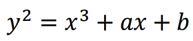 y² = x³ + ax + b